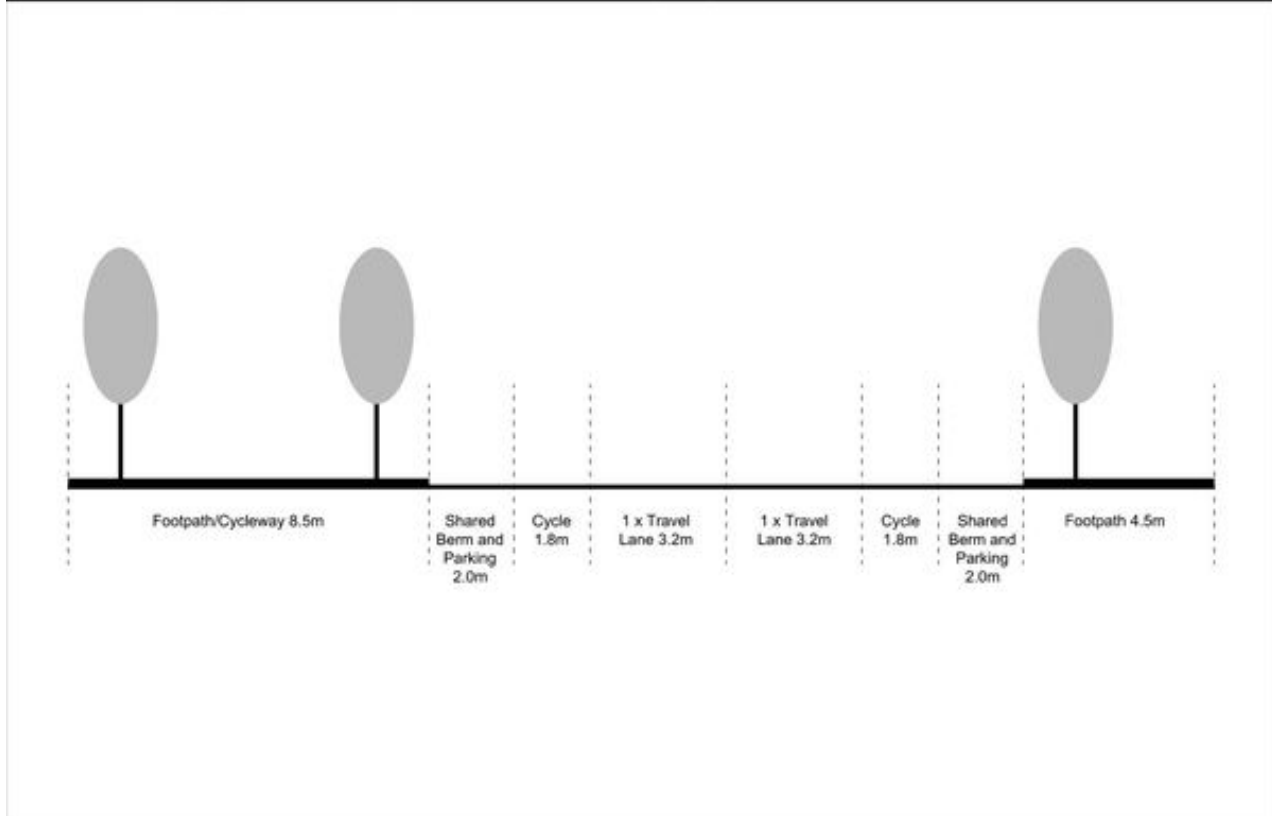 Footpath/Cycleway 8.5m
Shared
Berm and
Parking
2.0m
Cycle
1.8m
1 x Travel
Lane 3.2m
1 x Travel
Lane 3.2m
Cycle
1.8m
Shared
Berm and
Parking
2.0m
Footpath 4.5m